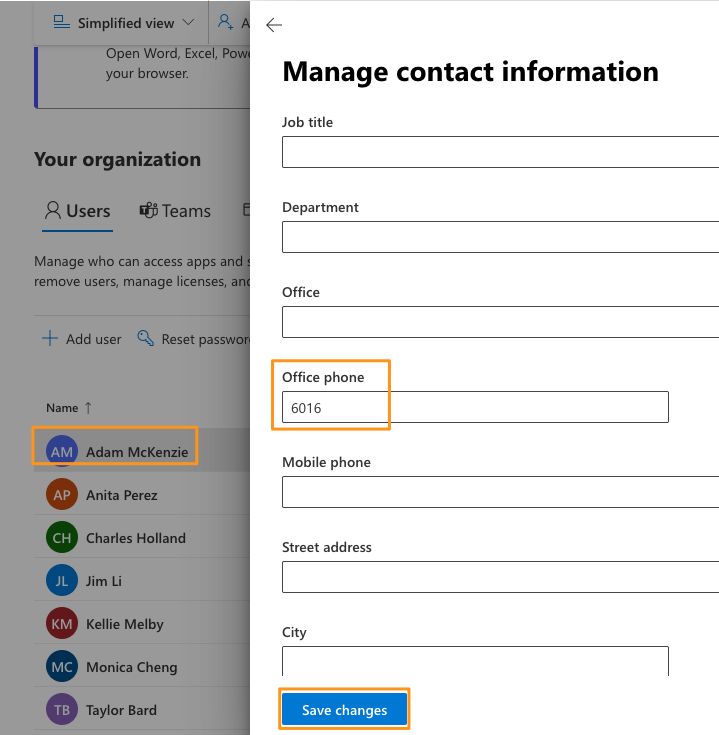 Simplified view
A
Open Word, Excel, Powe
your browser.
Your organization
Users
Teams
Manage who can access apps and s
remove users, manage licenses, and
Add user
Reset password
Name ↑
AM Adam McKenzie
AP Anita Perez
CH Charles Holland
JL Jim Li
KM Kellie Melby
MC Monica Cheng
TB Taylor Bard
Manage contact information
Job title
Department
Office
Office phone
6016
Mobile phone
Street address
City
Save changes